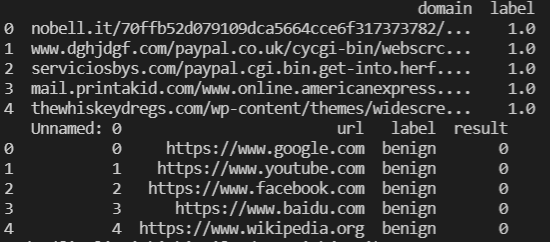 domain label
0 nobell.it/70ffb52d079109dca5664cce6f317373782/... 1.0
1 www.dghjdgf.com/paypal.co.uk/cycgi-bin/webscrc... 1.0
2 serviciosbys.com/paypal.cgi.bin.get-into.herf.... 1.0
3 mail.printakid.com/www.online.americanexpress.... 1.0
4 thewhiskeydregs.com/wp-content/themes/widescre... 1.0
Unnamed: 0 url label result
0 0 https://www.google.com benign 0
1 1 https://www.youtube.com benign 0
2 2 https://www.facebook.com benign 0
3 3 https://www.baidu.com benign 0
4 4 https://www.wikipedia.org benign 0